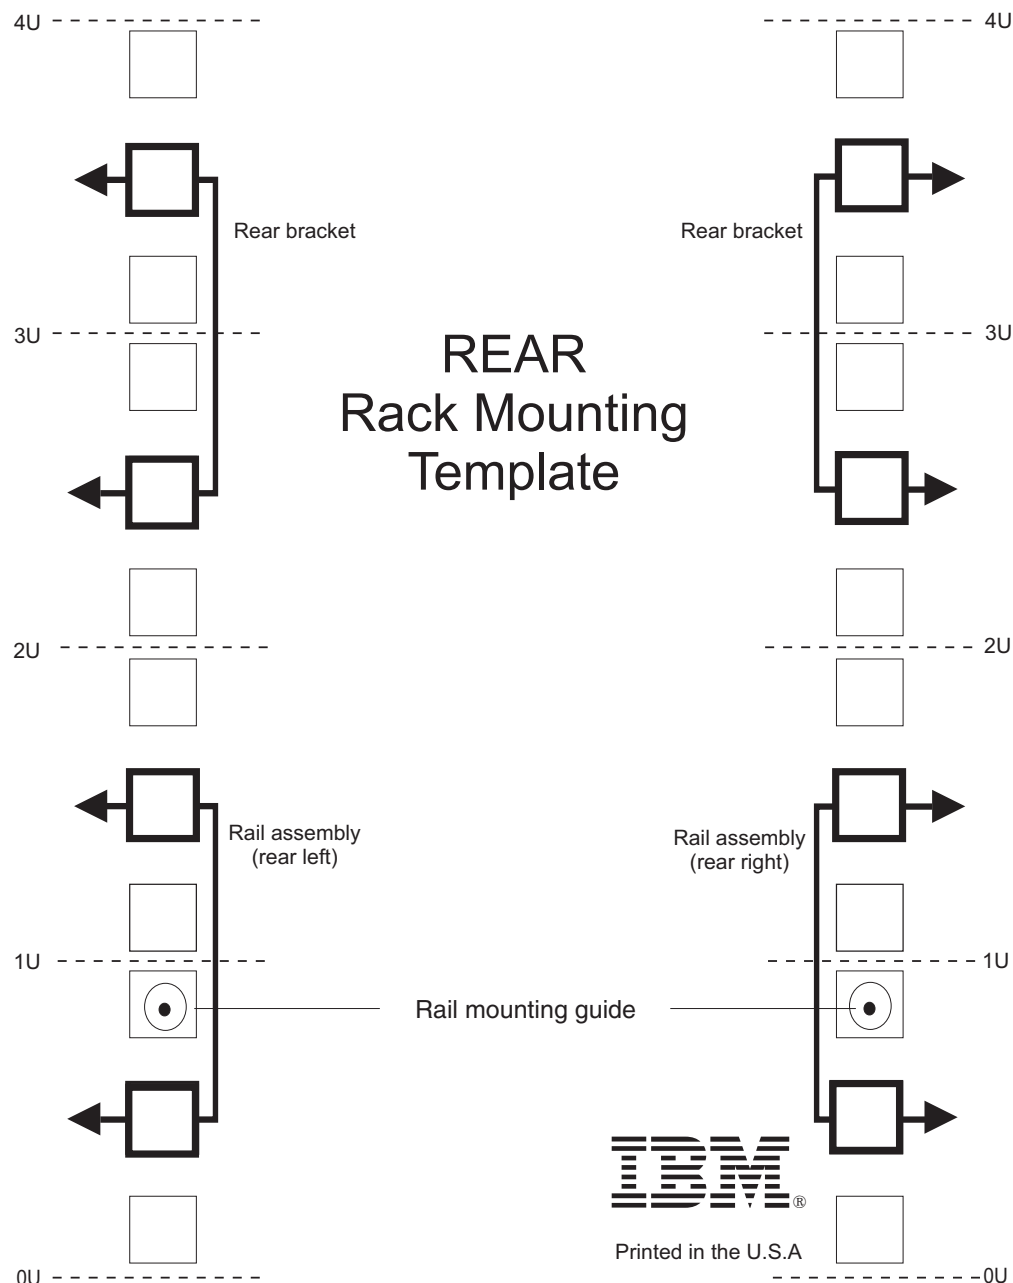 4U 4U
Rear bracket Rear bracket
3U 3U
REAR
Rack Mounting
Template
2U 2U
Rail assembly
(rear left)
Rail assembly
(rear right)
1U 1U
Rail mounting guide
IBM®
Printed in the U.S.A
0U 0U